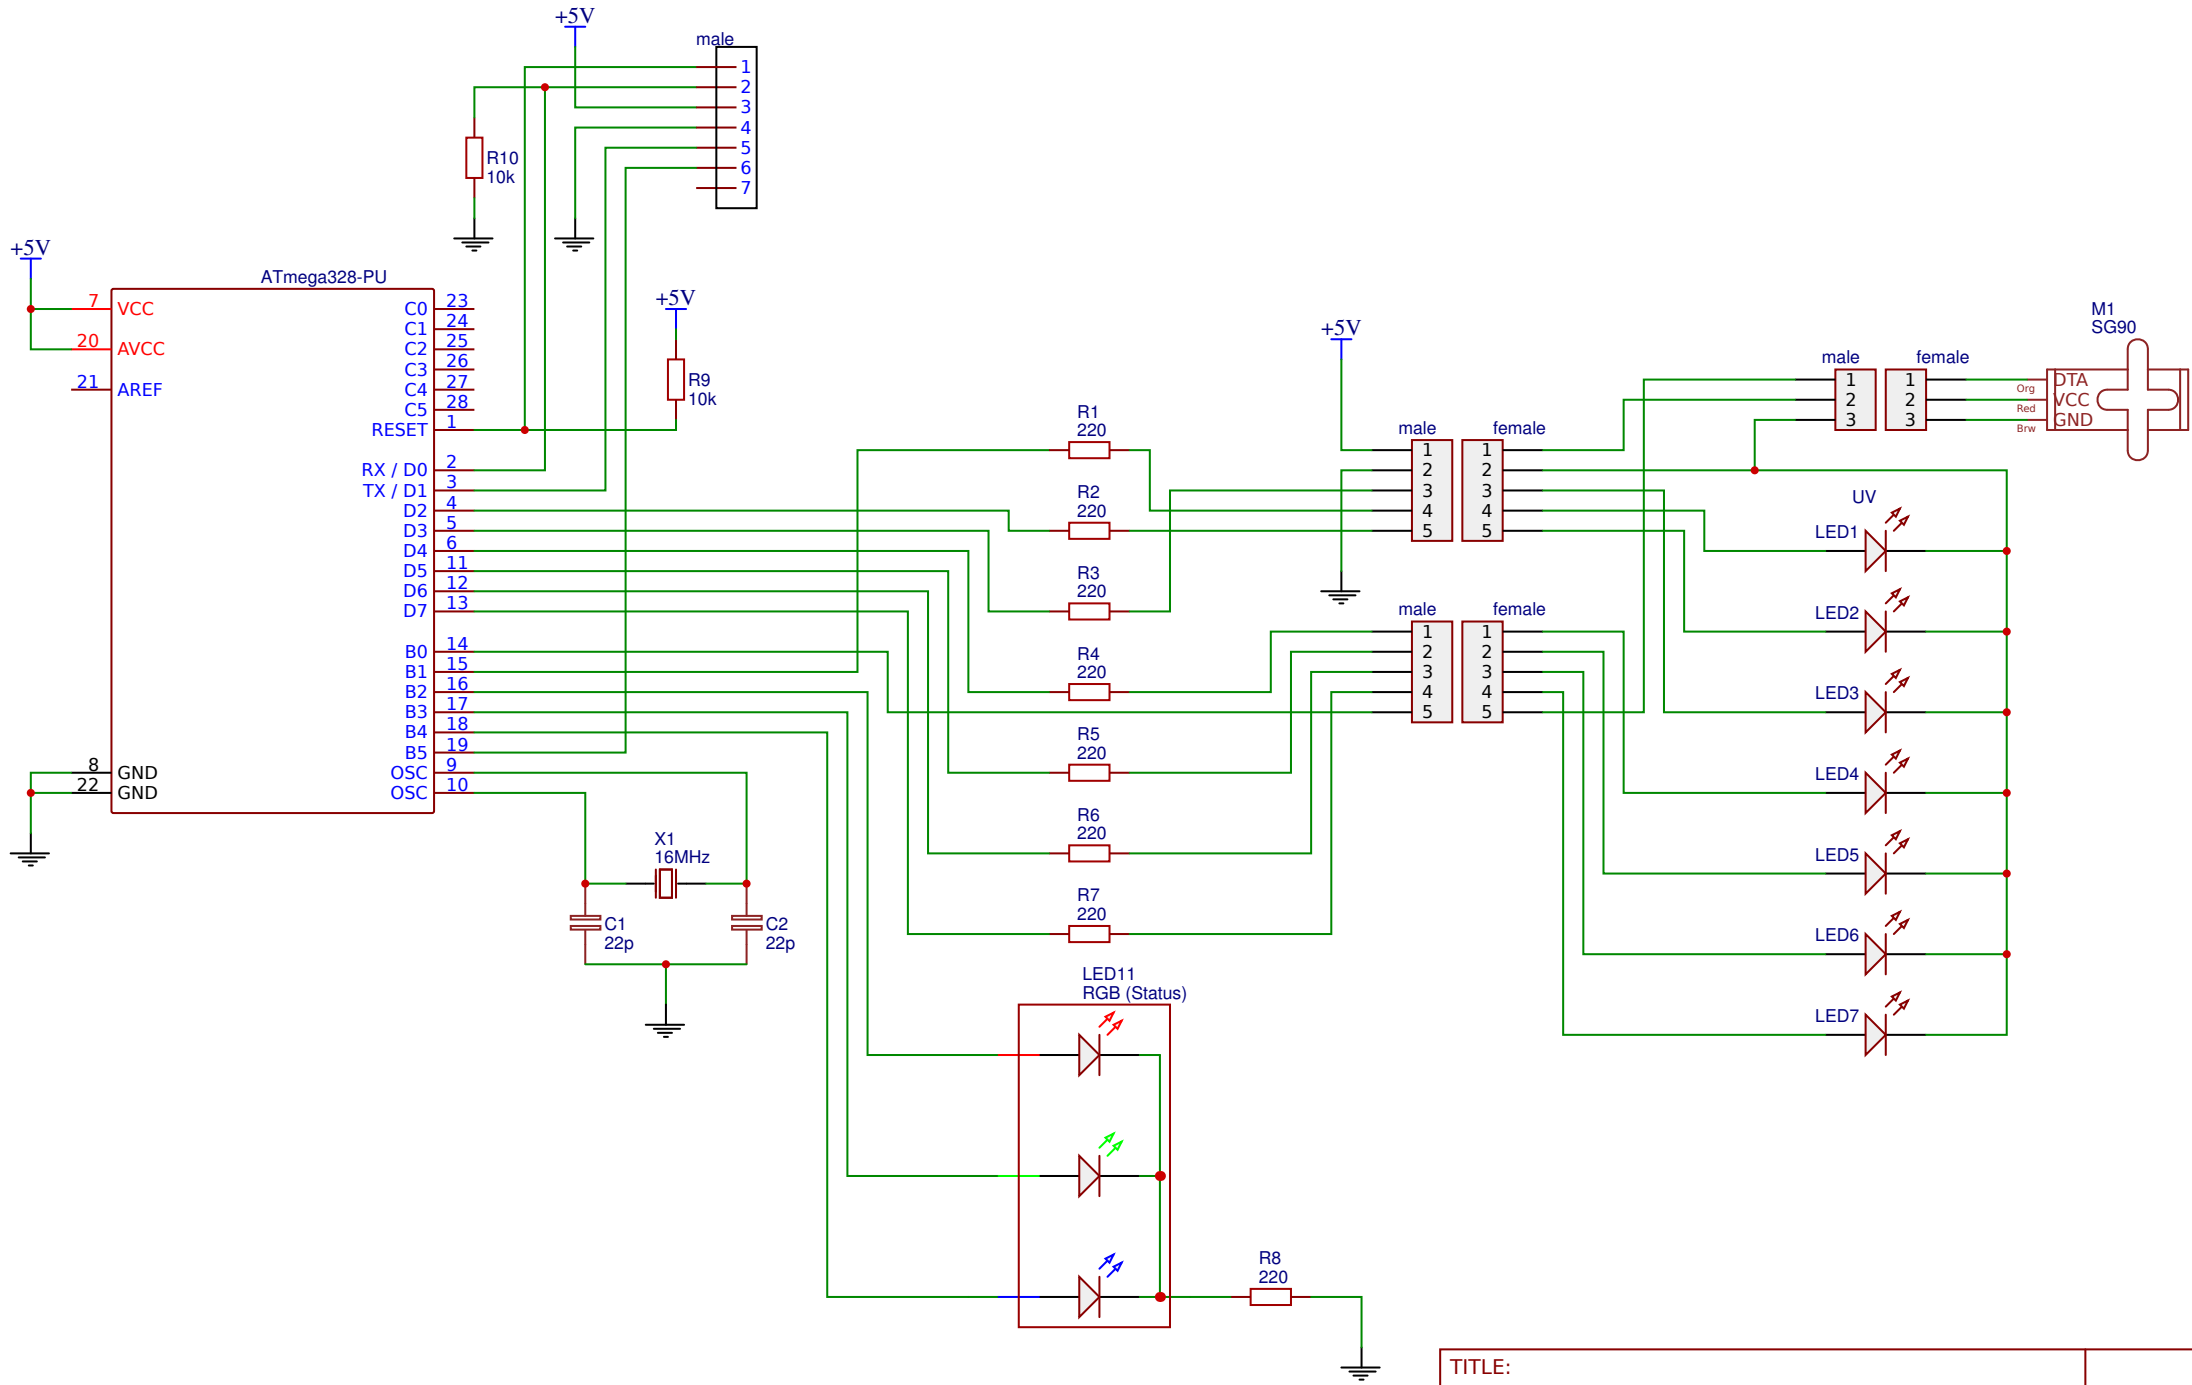 +5V
male
1
2
3
4
5
6
7
R10
10k
+5V
ATmega328-PU
7 VCC
20 AVCC
21 AREF
8 GND
22 GND
C0 23
C1 24
C2 25
C3 26
C4 27
C5 28
RESET 1
RX / D0 2
TX / D1 3
D2 4
D3 5
D4 6
D5 11
D6 12
D7 13
B0 14
B1 15
B2 16
B3 17
B4 18
B5 19
OSC 9
OSC 10
+5V
R9
10k
X1
16MHz
C1
22p
C2
22p
R1
220
R2
220
R3
220
R4
220
R5
220
R6
220
R7
220
LED11
RGB (Status)
R8
220
+5V
male female
1 1
2 2
3 3
4 4
5 5
male female
1 1
2 2
3 3
4 4
5 5
male female
1 1
2 2
3 3
M1
SG90
Org DTA
Red VCC
Brw GND
UV
LED1
LED2
LED3
LED4
LED5
LED6
LED7
TITLE: